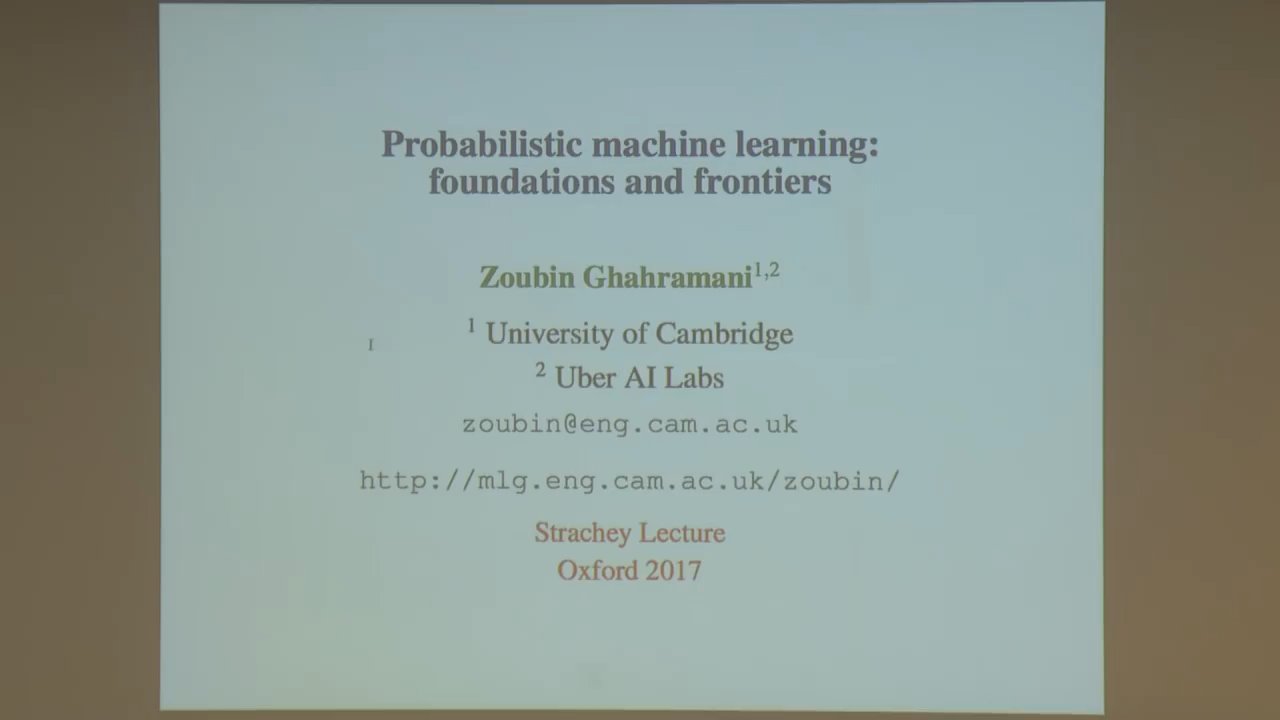 Probabilistic machine learning:
foundations and frontiers
Zoubin Ghahramani1,2
1 University of Cambridge
2 Uber AI Labs
zoubin@eng.cam.ac.uk
http://mlg.eng.cam.ac.uk/zoubin/
Strachey Lecture
Oxford 2017